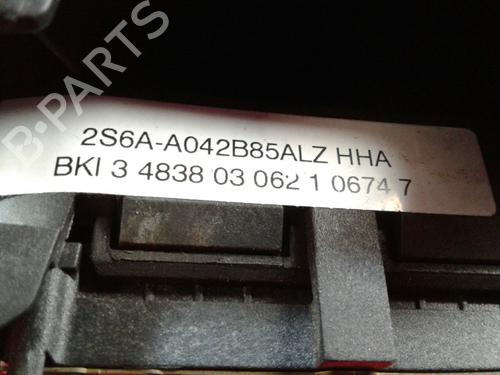 B-PARTS
2S6A-A042B85ALZ HHA
BKI 3 4838 03 062 1 0674 7